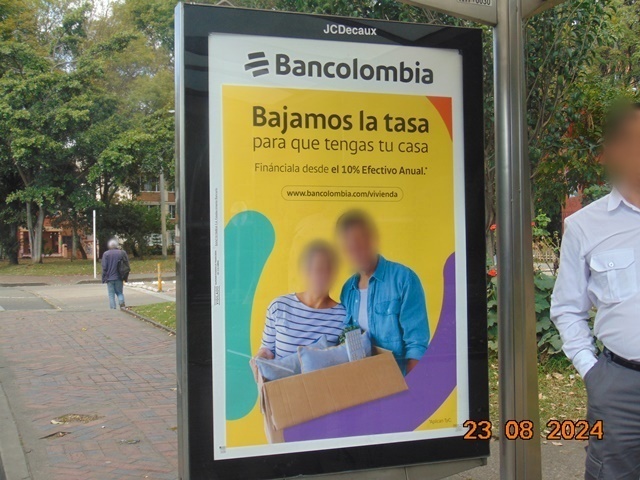 JCDecaux
Bancolombia
Bajamos la tasa
para que tengas tu casa
Fináncíala desde el 10% Efectivo Anual.*
www.bancolombia.com/vivienda
23 08 2024